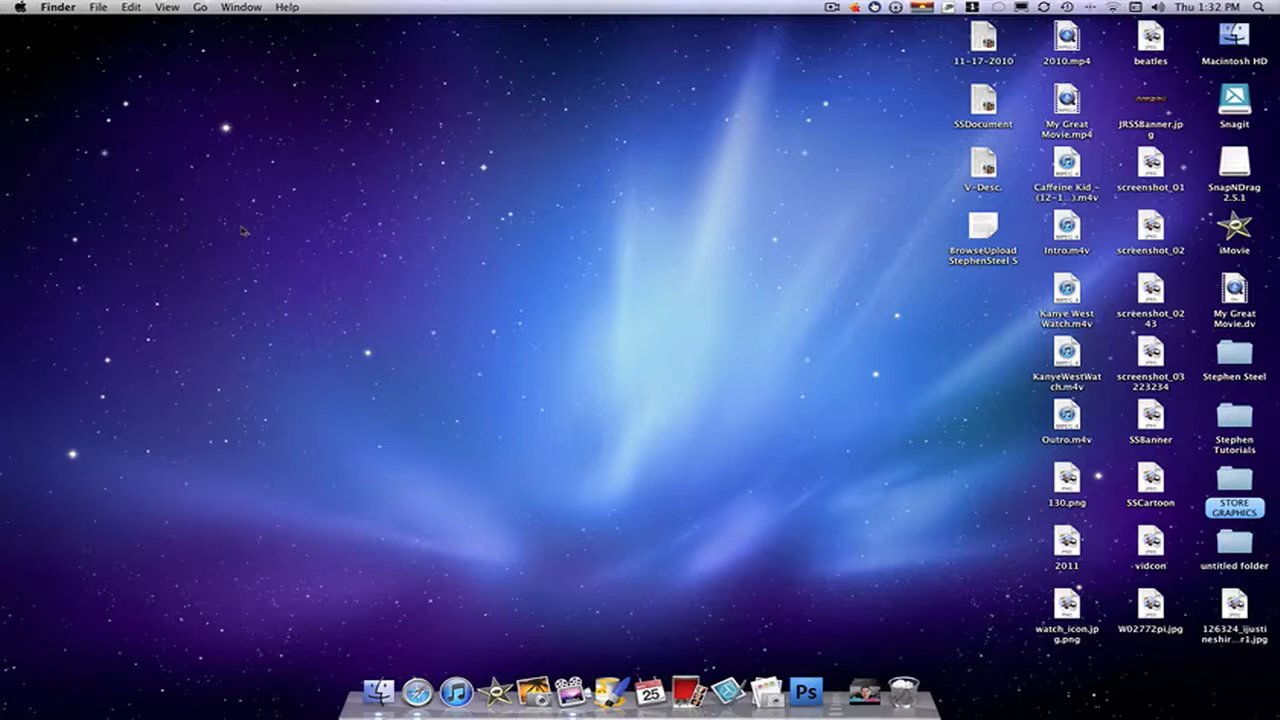 Finder File Edit View Go Window Help
Thu 1:32 PM
11-17-2010
2010.mp4
beatles
Macintosh HD
SSDocument
My Great
Movie.mp4
JRSSBanner.jp
g
Snagit
V-Desc.
Caffeine Kid -
(12-1...).m4v
screenshot_01
SnapNDrag
2.5.1
BrowseUpload
StephenSteel S
Intro.m4v
screenshot_02
iMovie
Kanye West
Watch.m4v
screenshot_02
43
My Great
Movie.dv
KanyeWestWat
ch.m4v
screenshot_03
223234
Stephen Steel
Outro.m4v
SSBanner
Stephen
Tutorials
130.png
SSCartoon
STORE
GRAPHICS
2011
vidcon
untitled folder
watch_icon.jp
g.png
W02772pi.jpg
126324_ijusti
neshir...r1.jpg
25
Ps